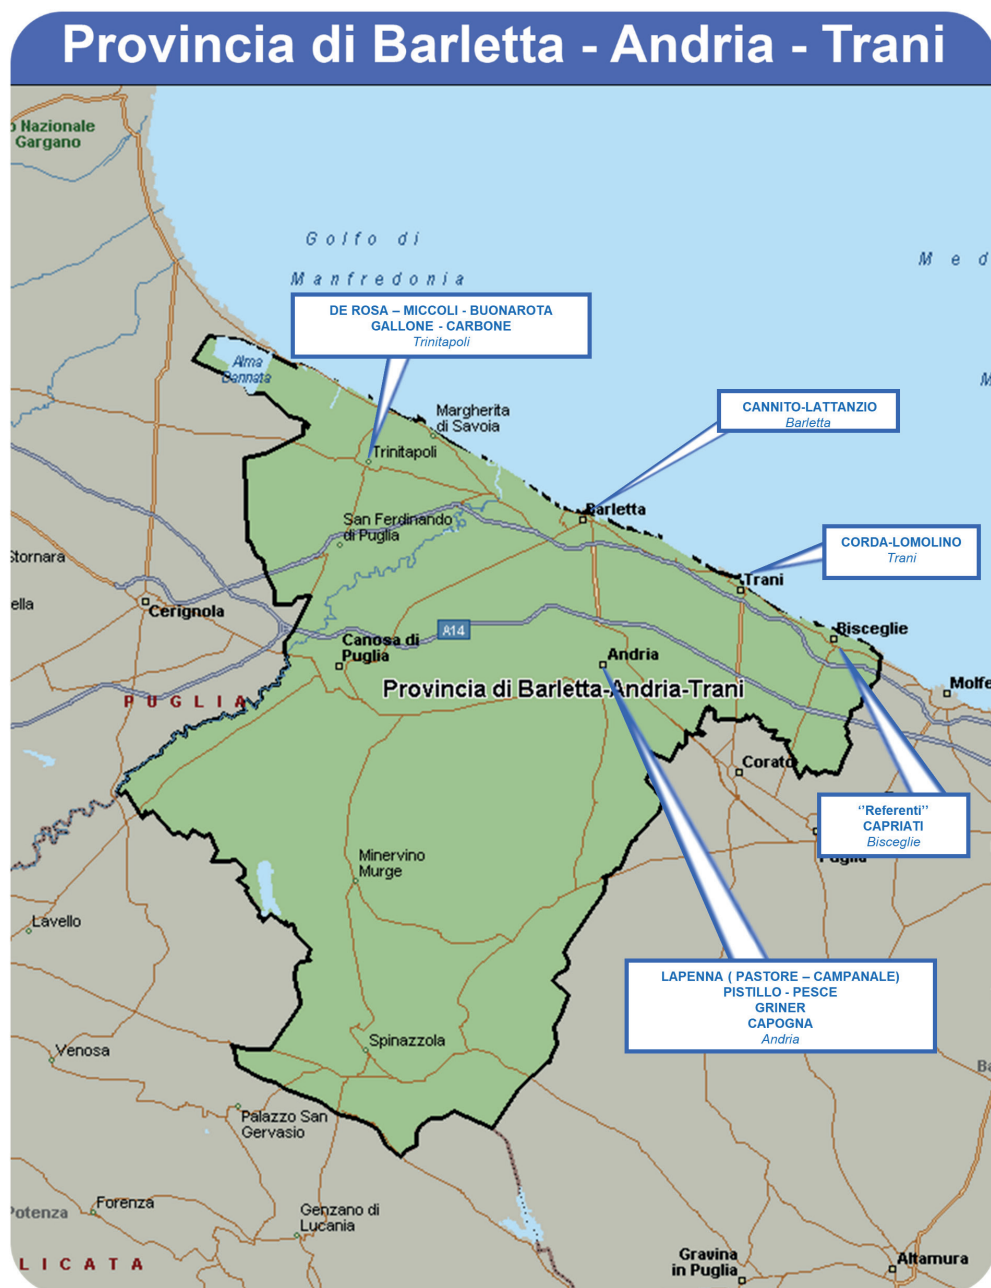 Provincia di Barletta - Andria - Trani
Nazionale
Gargano
Golfo di
Manfredonia
Med
M
DE ROSA – MICCOLI - BUONAROTA
GALLONE - CARBONE
Trinitapoli
Alma
Dannata
Margherita
di Savoia
CANNITO-LATTANZIO
Barletta
Trinitapoli
Barletta
San Ferdinando
di Puglia
CORDA-LOMOLINO
Trani
Stornara
ella
Trani
Cerignola
A14
Bisceglie
Canosa di
Puglia
Andria
Molfe
Provincia di Barletta-Andria-Trani
PUGLIA
Corato
‘’Referenti’’
CAPRIATI
Bisceglie
Puglia
Minervino
Murge
Lavello
LAPENNA ( PASTORE – CAMPANALE)
PISTILLO - PESCE
GRINER
CAPOGNA
Andria
Spinazzola
Venosa
Ba
Palazzo San
Gervasio
Forenza
Potenza
Genzano di
Lucania
LICATA
Gravina
in Puglia
Altamura